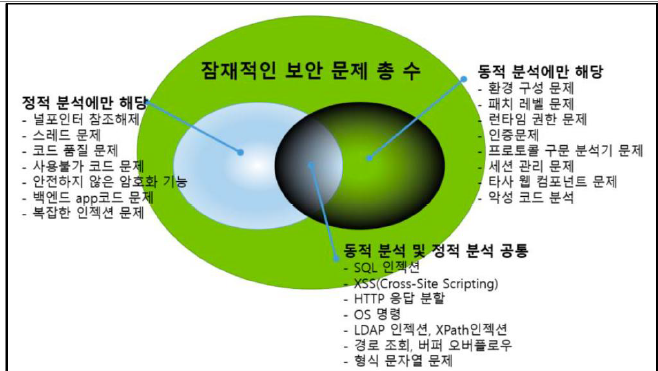 잠재적인 보안 문제 총 수
정적 분석에만 해당
- 널포인터 참조해제
- 스레드 문제
- 코드 품질 문제
- 사용불가 코드 문제
- 안전하지 않은 암호화 기능
- 백엔드 app코드 문제
- 복잡한 인젝션 문제
동적 분석에만 해당
- 환경 구성 문제
- 패치 레벨 문제
- 런타임 권한 문제
- 인증문제
- 프로토콜 구문 분석기 문제
- 세션 관리 문제
- 타사 웹 컴포넌트 문제
- 악성 코드 분석
동적 분석 및 정적 분석 공통
- SQL 인젝션
- XSS(Cross-Site Scripting)
- HTTP 응답 분할
- OS 명령
- LDAP 인젝션, XPath인젝션
- 경로 조회, 버퍼 오버플로우
- 형식 문자열 문제